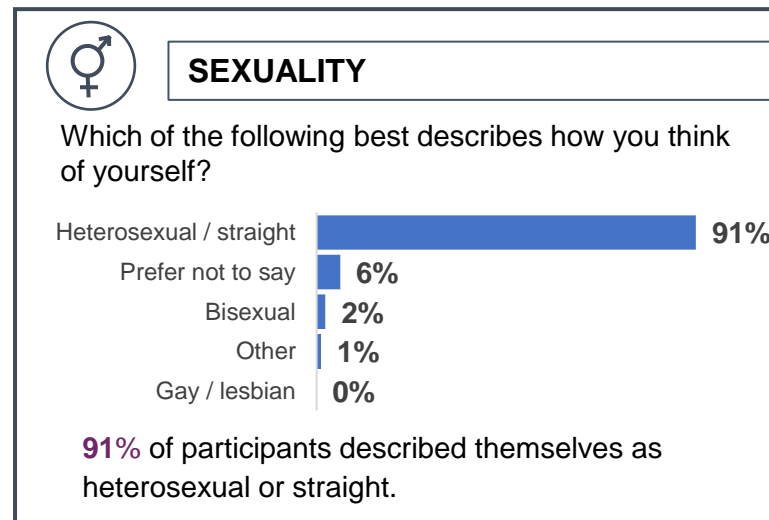 SEXUALITY
Which of the following best describes how you think
of yourself?
Heterosexual / straight 91%
Prefer not to say 6%
Bisexual 2%
Other 1%
Gay / lesbian 0%
91% of participants described themselves as
heterosexual or straight.